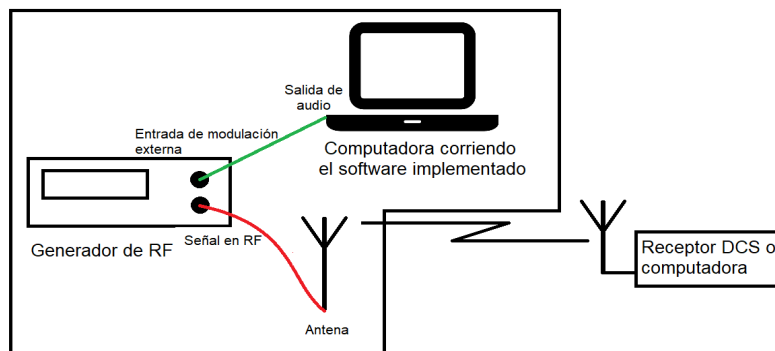 Salida de
audio
Entrada de modulación
externa
Computadora corriendo
el software implementado
Generador de RF
Señal en RF
Antena
Receptor DCS o
computadora